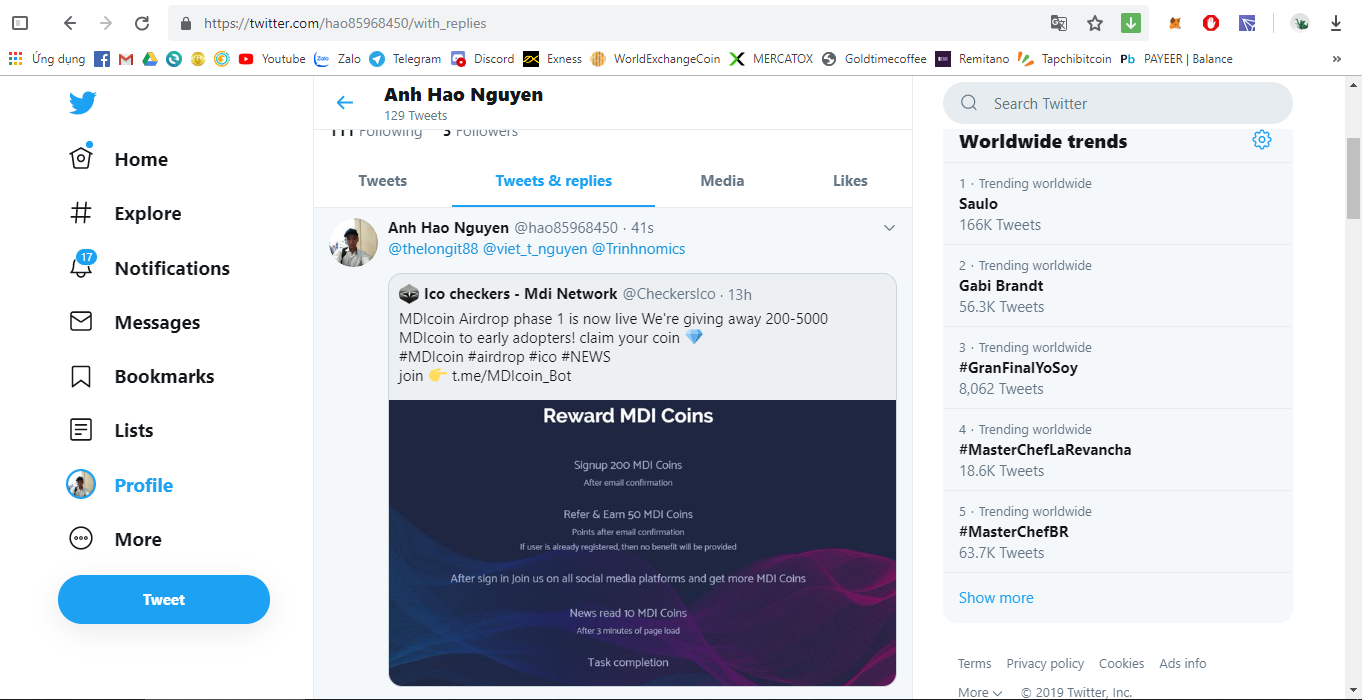 https://twitter.com/hao85968450/with_replies
Ứng dụng Youtube Zalo Telegram Discord Exness WorldExchangeCoin MERCATOX Goldtimecoffee Remitano Tapchibitcoin Pb PAYEER | Balance »
Home
Explore
17
Notifications
Messages
Bookmarks
Lists
Profile
More
Tweet
Anh Hao Nguyen
129 Tweets
111 Following 3 Followers
Tweets Tweets & replies Media Likes
Anh Hao Nguyen @hao85968450 · 41s
@thelongit88 @viet_t_nguyen @Trinhnomics
Ico checkers - Mdi Network @CheckersIco · 13h
MDIcoin Airdrop phase 1 is now live We're giving away 200-5000
MDIcoin to early adopters! claim your coin 💎
#MDIcoin #airdrop #ico #NEWS
join 👉 t.me/MDIcoin_Bot
Reward MDI Coins
Signup 200 MDI Coins
After email confirmation
Refer & Earn 50 MDI Coins
Points after email confirmation
If user is already registered, then no benefit will be provided
After sign in Join us on all social media platforms and get more MDI Coins
News read 10 MDI Coins
After 3 minutes of page load
Task completion
Search Twitter
Worldwide trends
1 · Trending worldwide
Saulo
166K Tweets
2 · Trending worldwide
Gabi Brandt
56.3K Tweets
3 · Trending worldwide
#GranFinalYoSoy
8,062 Tweets
4 · Trending worldwide
#MasterChefLaRevancha
18.6K Tweets
5 · Trending worldwide
#MasterChefBR
63.7K Tweets
Show more
Terms Privacy policy Cookies Ads info
More © 2019 Twitter, Inc.